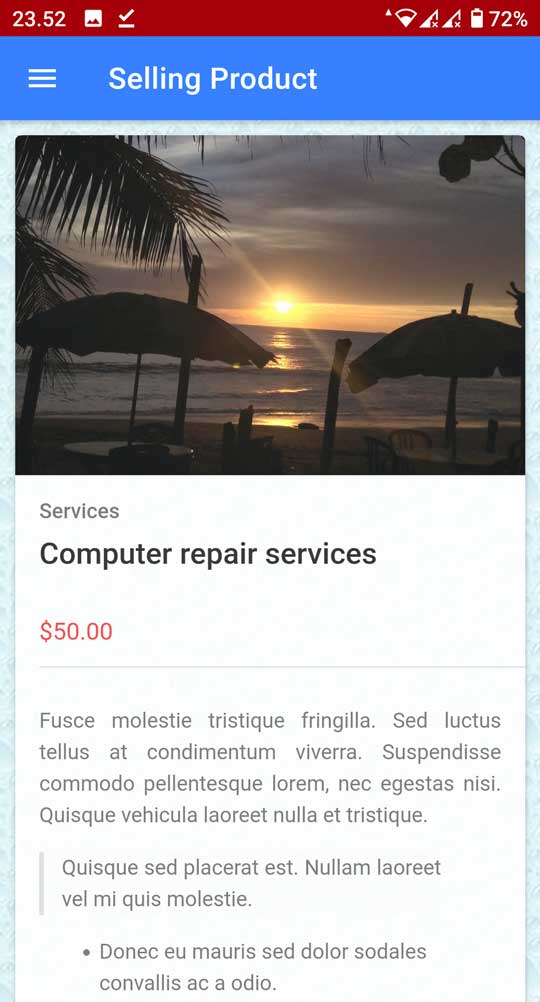 23.52
72%
Selling Product
Services
Computer repair services
$50.00
Fusce molestie tristique fringilla. Sed luctus
tellus at condimentum viverra. Suspendisse
commodo pellentesque lorem, nec egestas nisi.
Quisque vehicula laoreet nulla et tristique.
Quisque sed placerat est. Nullam laoreet
vel mi quis molestie.
• Donec eu mauris sed dolor sodales
convallis ac a odio.